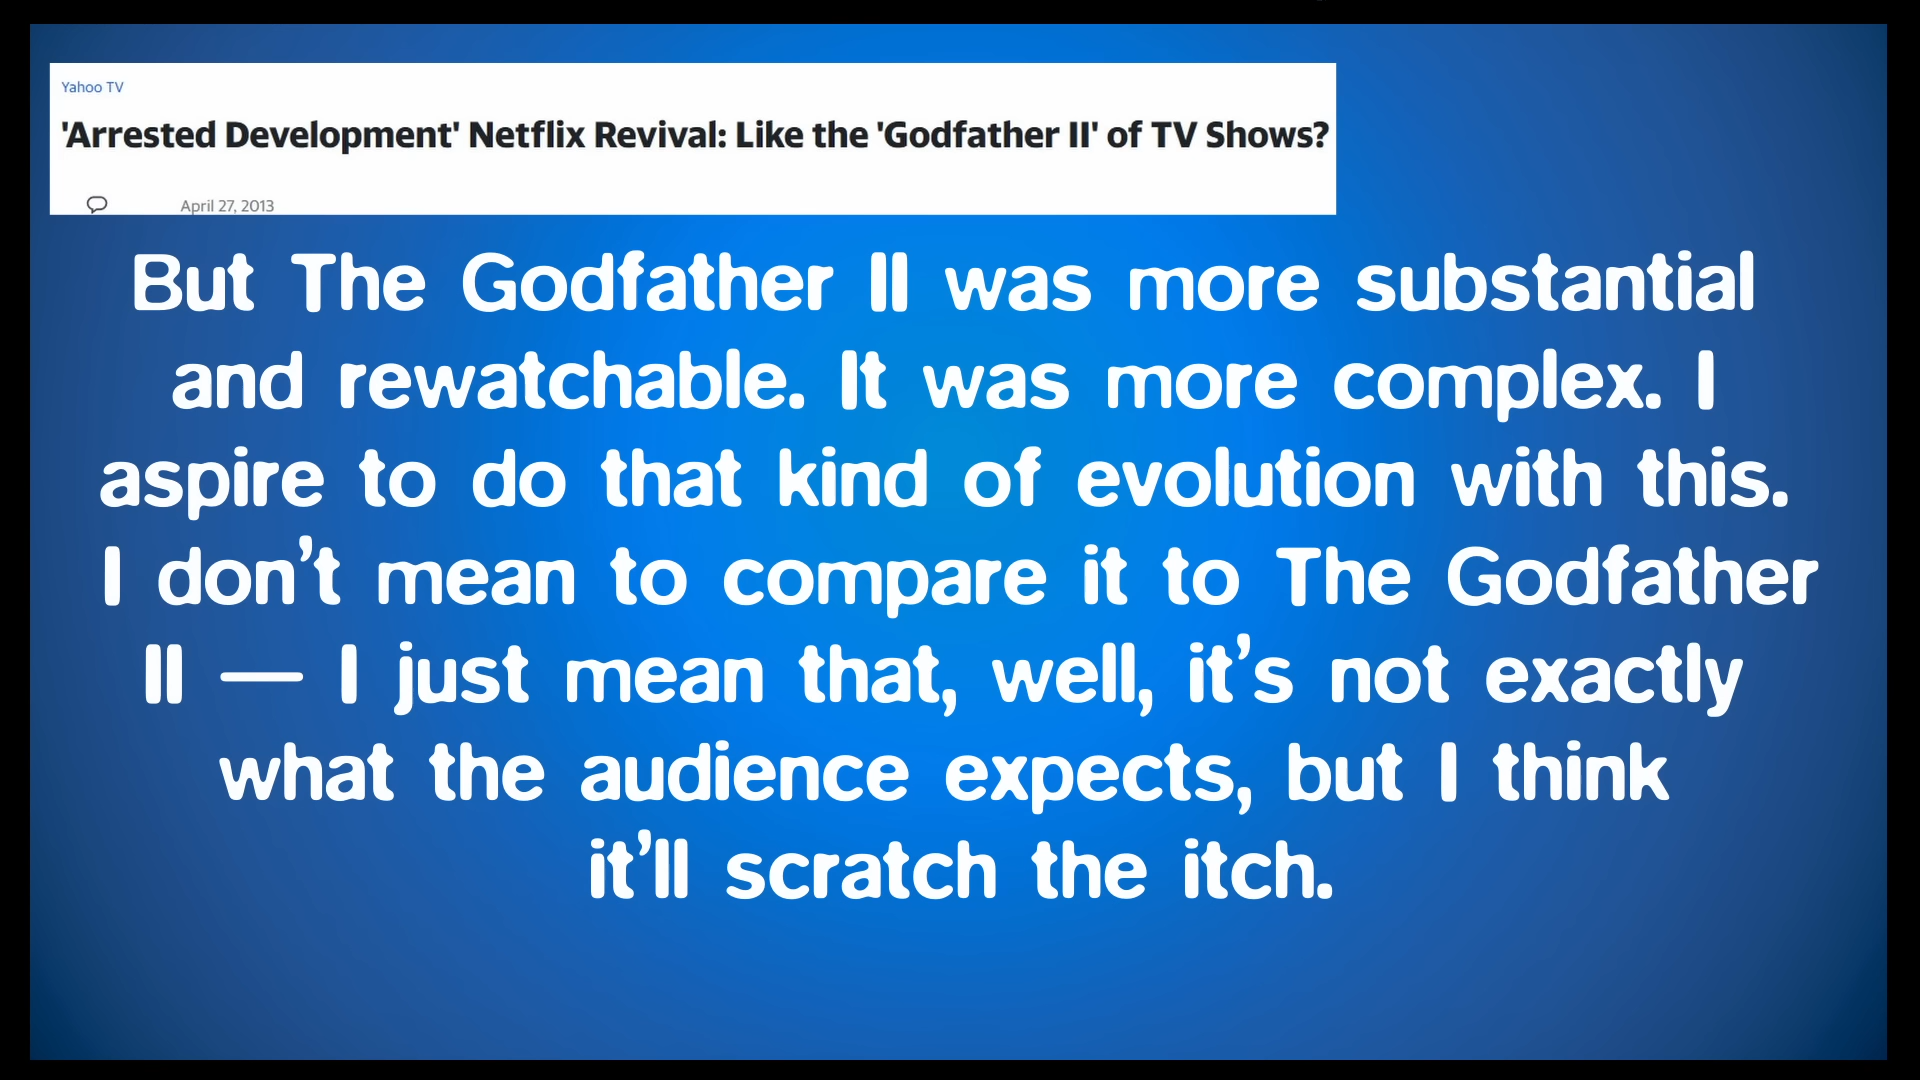 Yahoo TV
'Arrested Development' Netflix Revival: Like the 'Godfather II' of TV Shows?
April 27, 2013
But The Godfather II was more substantial
and rewatchable. It was more complex. I
aspire to do that kind of evolution with this.
I don’t mean to compare it to The Godfather
II — I just mean that, well, it’s not exactly
what the audience expects, but I think
it’ll scratch the itch.